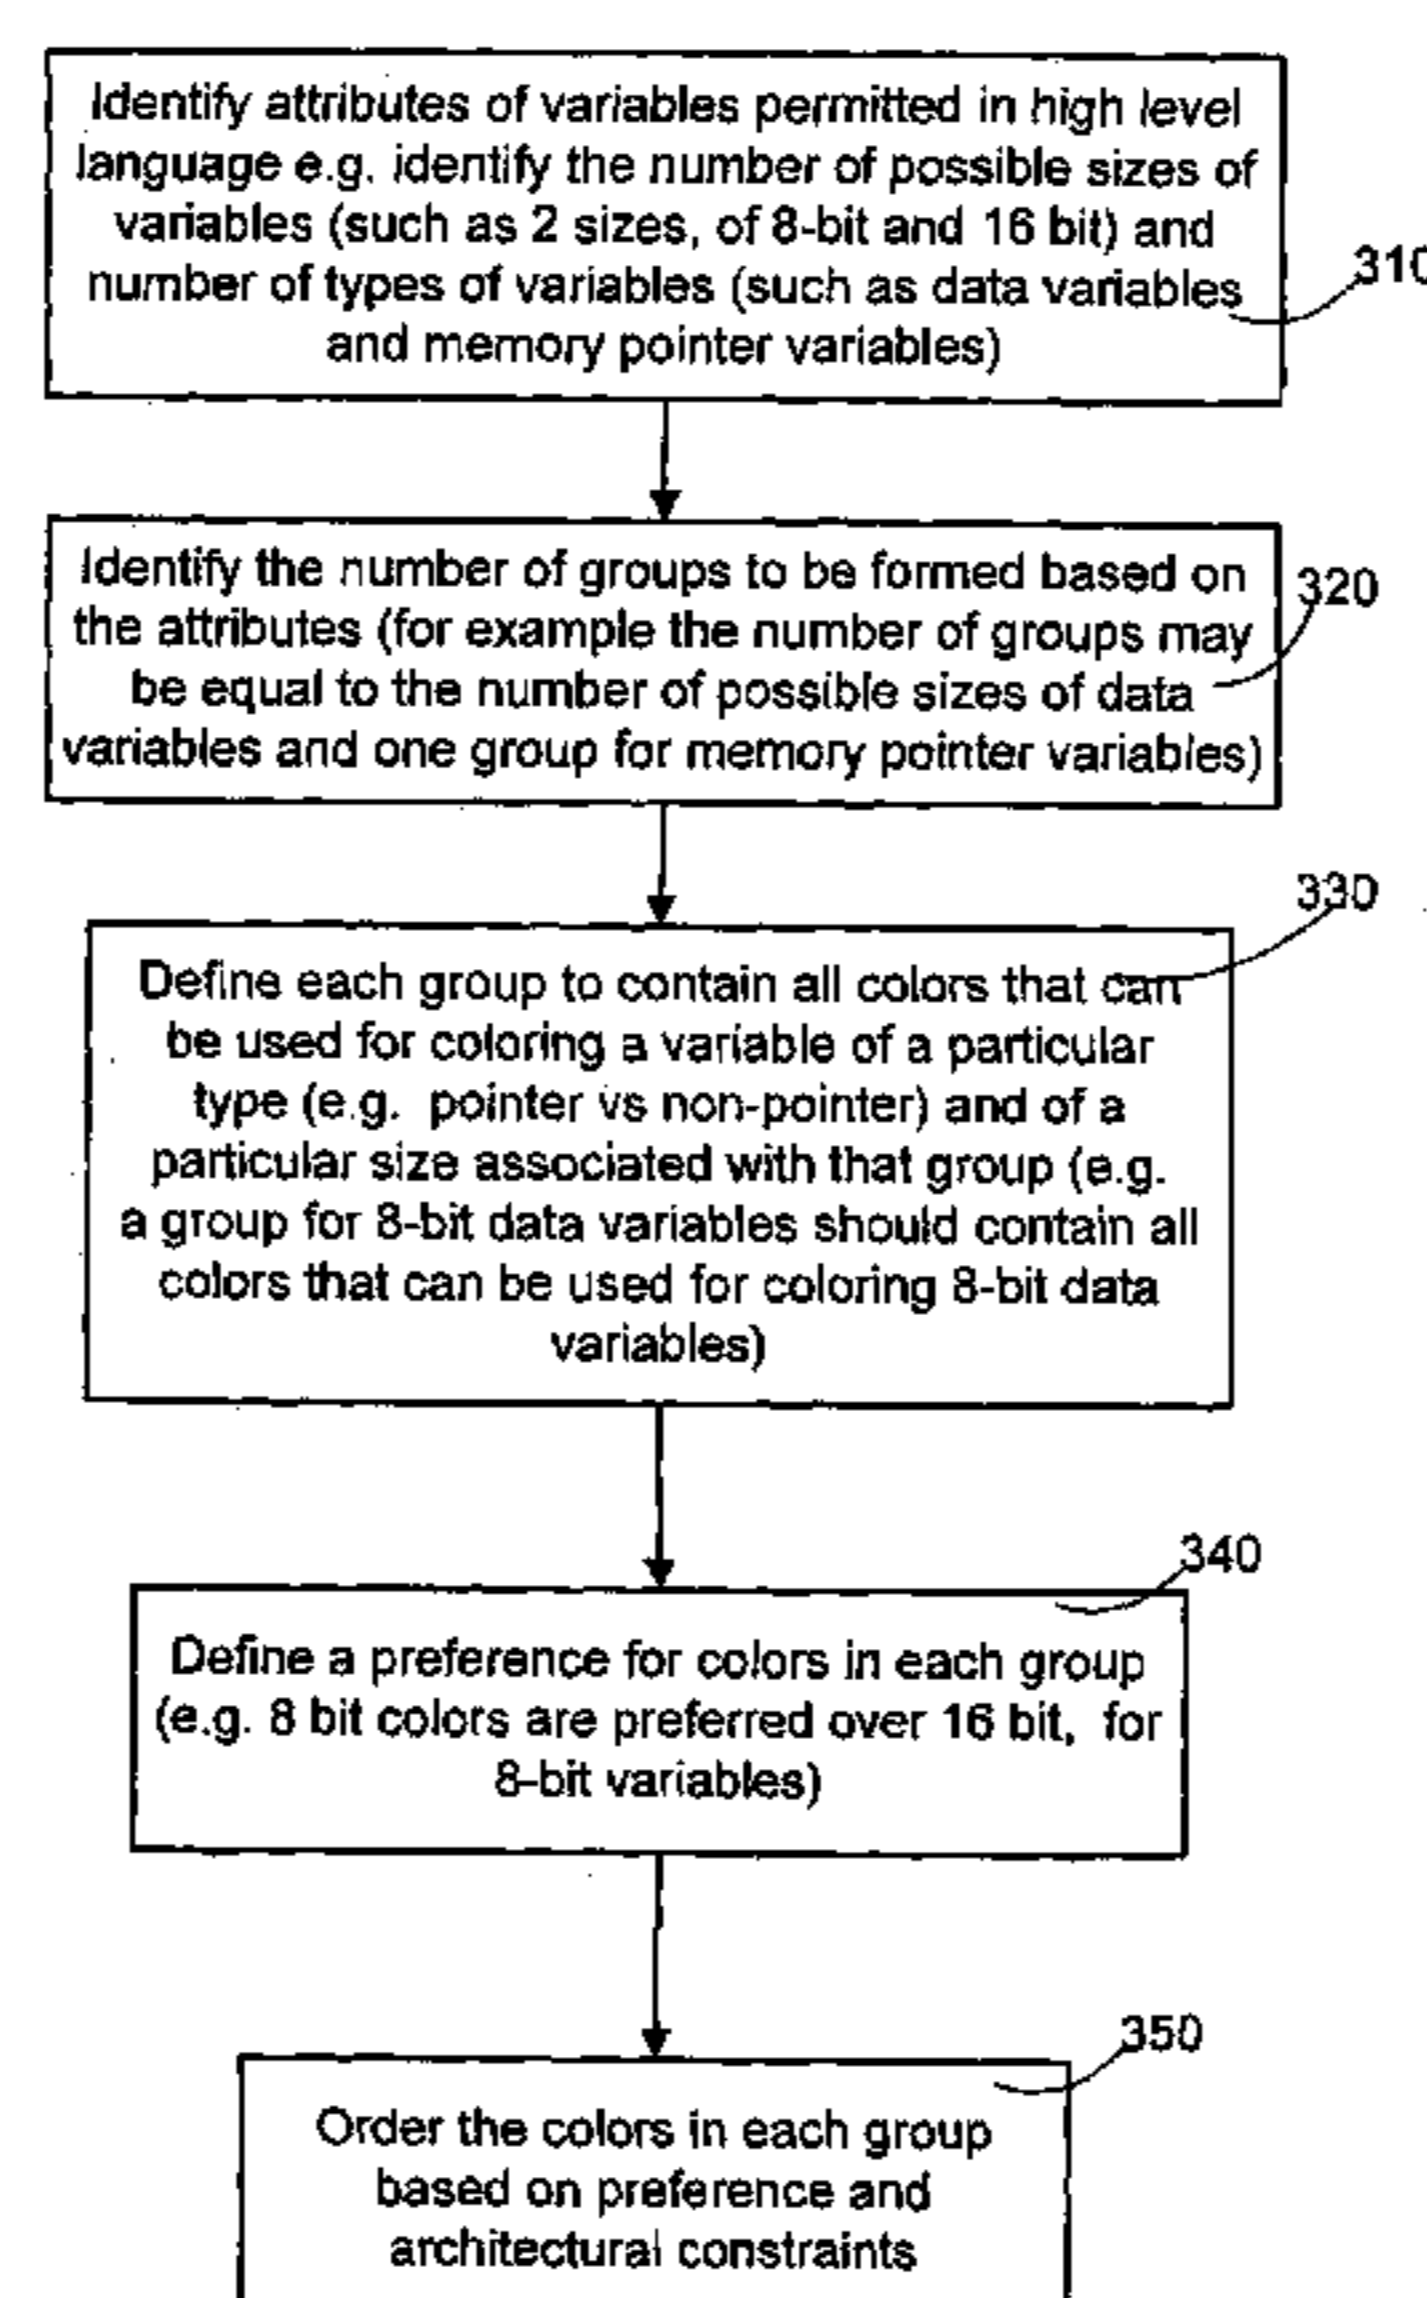 Identify attributes of variables permitted in high level
language e.g. identify the number of possible sizes of
variables (such as 2 sizes, of 8-bit and 16 bit) and
number of types of variables (such as data variables
and memory pointer variables)
310
Identify the number of groups to be formed based on
the attributes (for example the number of groups may
be equal to the number of possible sizes of data
variables and one group for memory pointer variables)
320
330
Define each group to contain all colors that can
be used for coloring a variable of a particular
type (e.g. pointer vs non-pointer) and of a
particular size associated with that group (e.g.
a group for 8-bit data variables should contain all
colors that can be used for coloring 8-bit data
variables)
340
Define a preference for colors in each group
(e.g. 8 bit colors are preferred over 16 bit, for
8-bit variables)
350
Order the colors in each group
based on preference and
architectural constraints